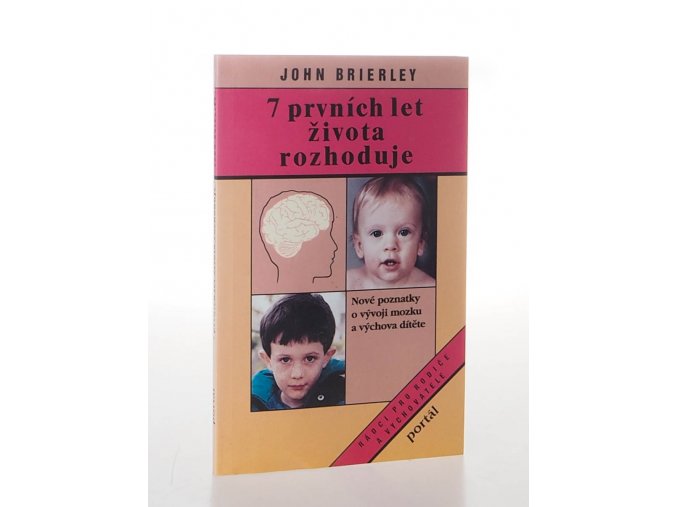 JOHN BRIERLEY
7 prvních let
života
rozhoduje
Nové poznatky
o vývoji mozku
a výchova dítěte
RÁDCI PRO RODIČE
A VYCHOVATELE
portál